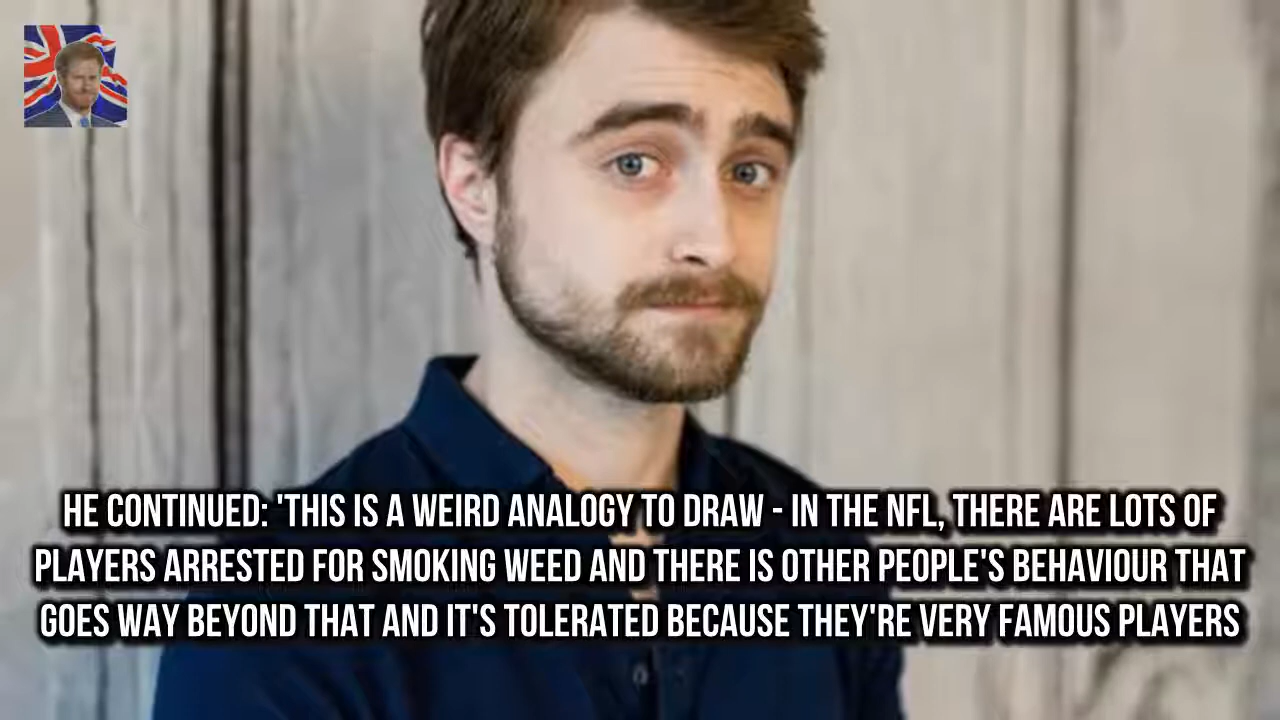 HE CONTINUED: 'THIS IS A WEIRD ANALOGY TO DRAW - IN THE NFL, THERE ARE LOTS OF
PLAYERS ARRESTED FOR SMOKING WEED AND THERE IS OTHER PEOPLE'S BEHAVIOUR THAT
GOES WAY BEYOND THAT AND IT'S TOLERATED BECAUSE THEY'RE VERY FAMOUS PLAYERS